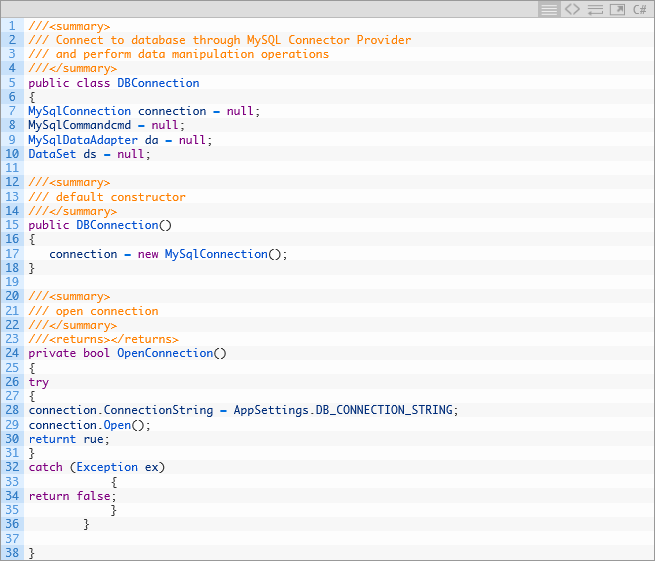 C#
1 ///<summary>
2 /// Connect to database through MySQL Connector Provider
3 /// and perform data manipulation operations
4 ///</summary>
5 public class DBConnection
6 {
7 MySqlConnection connection = null;
8 MySqlCommandcmd = null;
9 MySqlDataAdapter da = null;
10 DataSet ds = null;
11
12 ///<summary>
13 /// default constructor
14 ///</summary>
15 public DBConnection()
16 {
17    connection = new MySqlConnection();
18 }
19
20 ///<summary>
21 /// open connection
22 ///</summary>
23 ///<returns></returns>
24 private bool OpenConnection()
25 {
26 try
27 {
28 connection.ConnectionString = AppSettings.DB_CONNECTION_STRING;
29 connection.Open();
30 returnt rue;
31 }
32 catch (Exception ex)
33             {
34 return false;
35             }
36         }
37
38 }